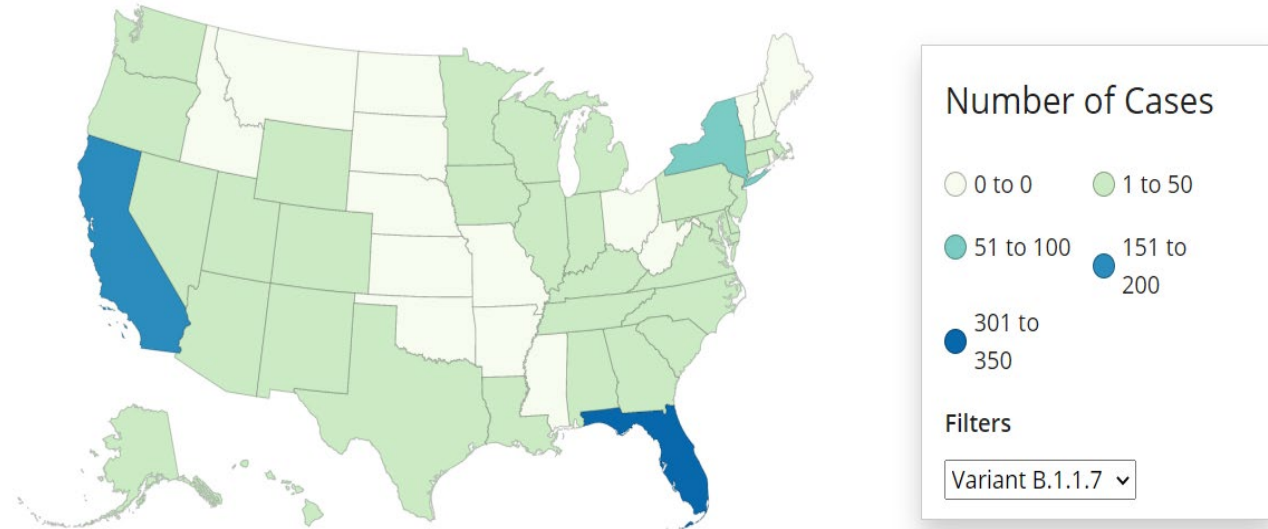 Number of Cases
0 to 0
1 to 50
51 to 100
151 to
200
301 to
350
Filters
Variant B.1.1.7